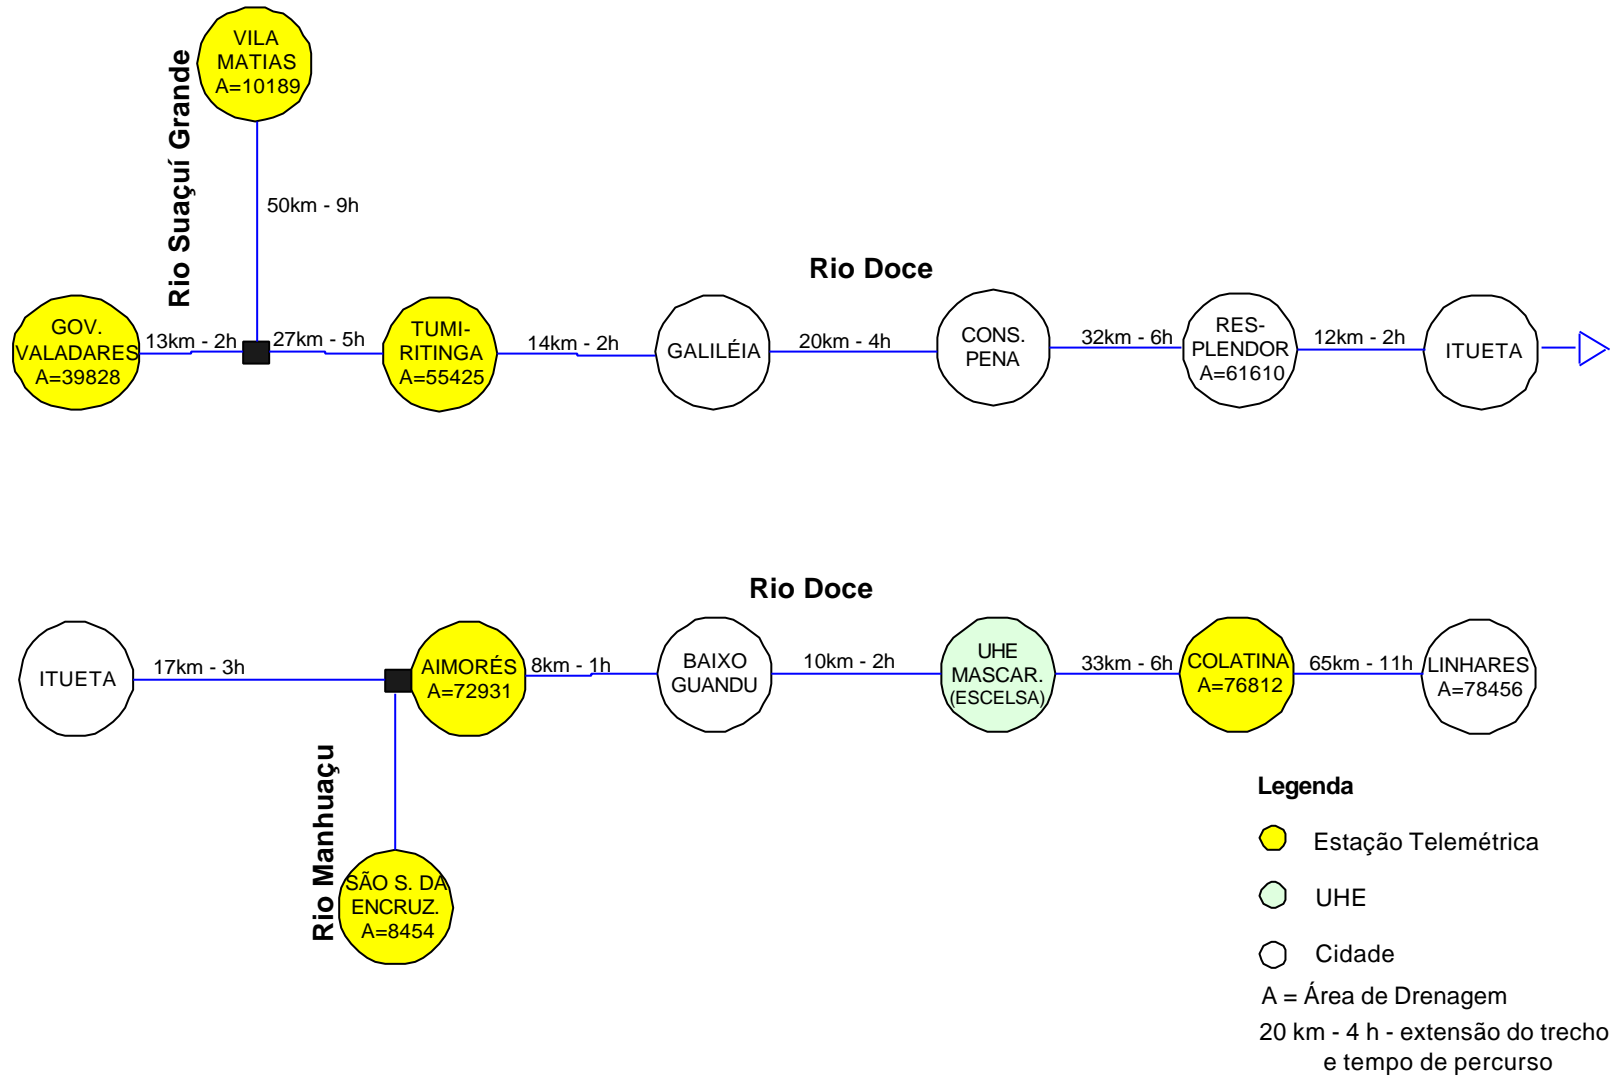 VILA
MATIAS
A=10189
Rio Suaçuí Grande
50km - 9h
Rio Doce
GOV.
VALADARES
A=39828
13km - 2h
27km - 5h
TUMI-
RITINGA
A=55425
14km - 2h
GALILÉIA
20km - 4h
CONS.
PENA
32km - 6h
RES-
PLENDOR
A=61610
12km - 2h
ITUETA
Rio Doce
ITUETA
17km - 3h
AIMORÉS
A=72931
8km - 1h
BAIXO
GUANDU
10km - 2h
UHE
MASCAR.
(ESCELSA)
33km - 6h
COLATINA
A=76812
65km - 11h
LINHARES
A=78456
Rio Manhuaçu
SÃO S. DA
ENCRUZ.
A=8454
Legenda
Estação Telemétrica
UHE
Cidade
A = Área de Drenagem
20 km - 4 h - extensão do trecho
e tempo de percurso